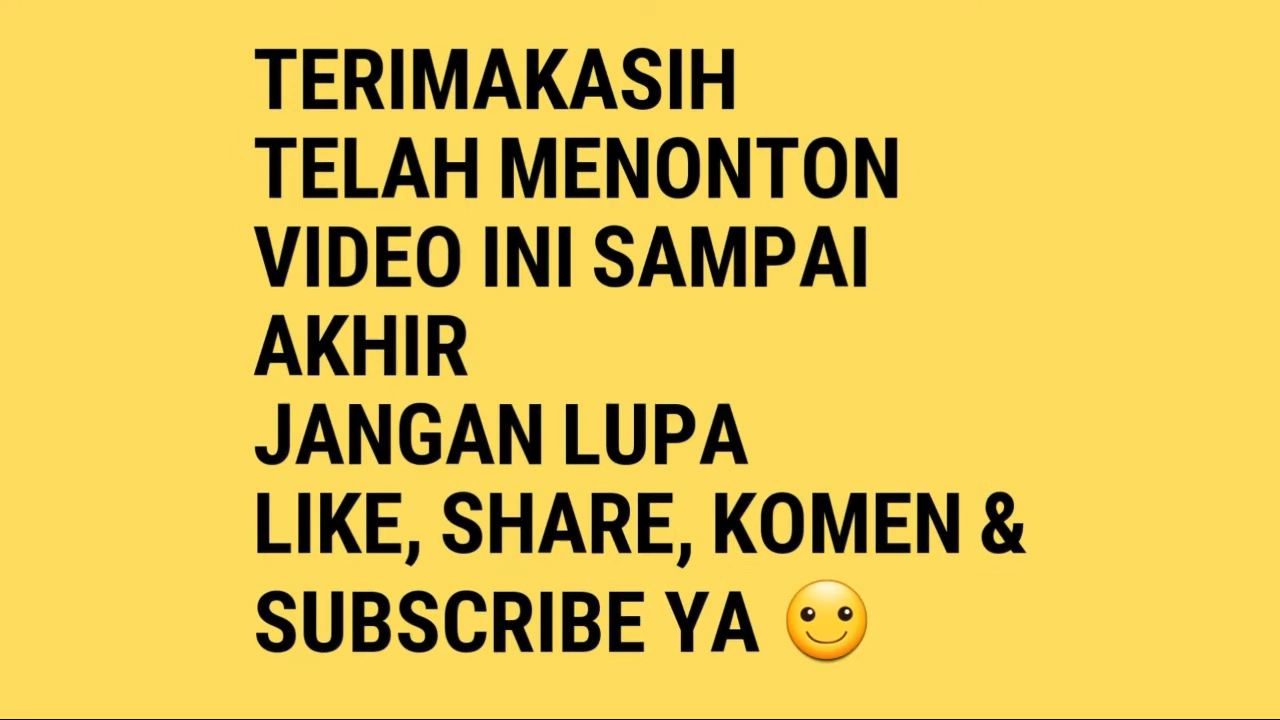 TERIMAKASIH
TELAH MENONTON
VIDEO INI SAMPAI
AKHIR
JANGAN LUPA
LIKE, SHARE, KOMEN &
SUBSCRIBE YA 🙂